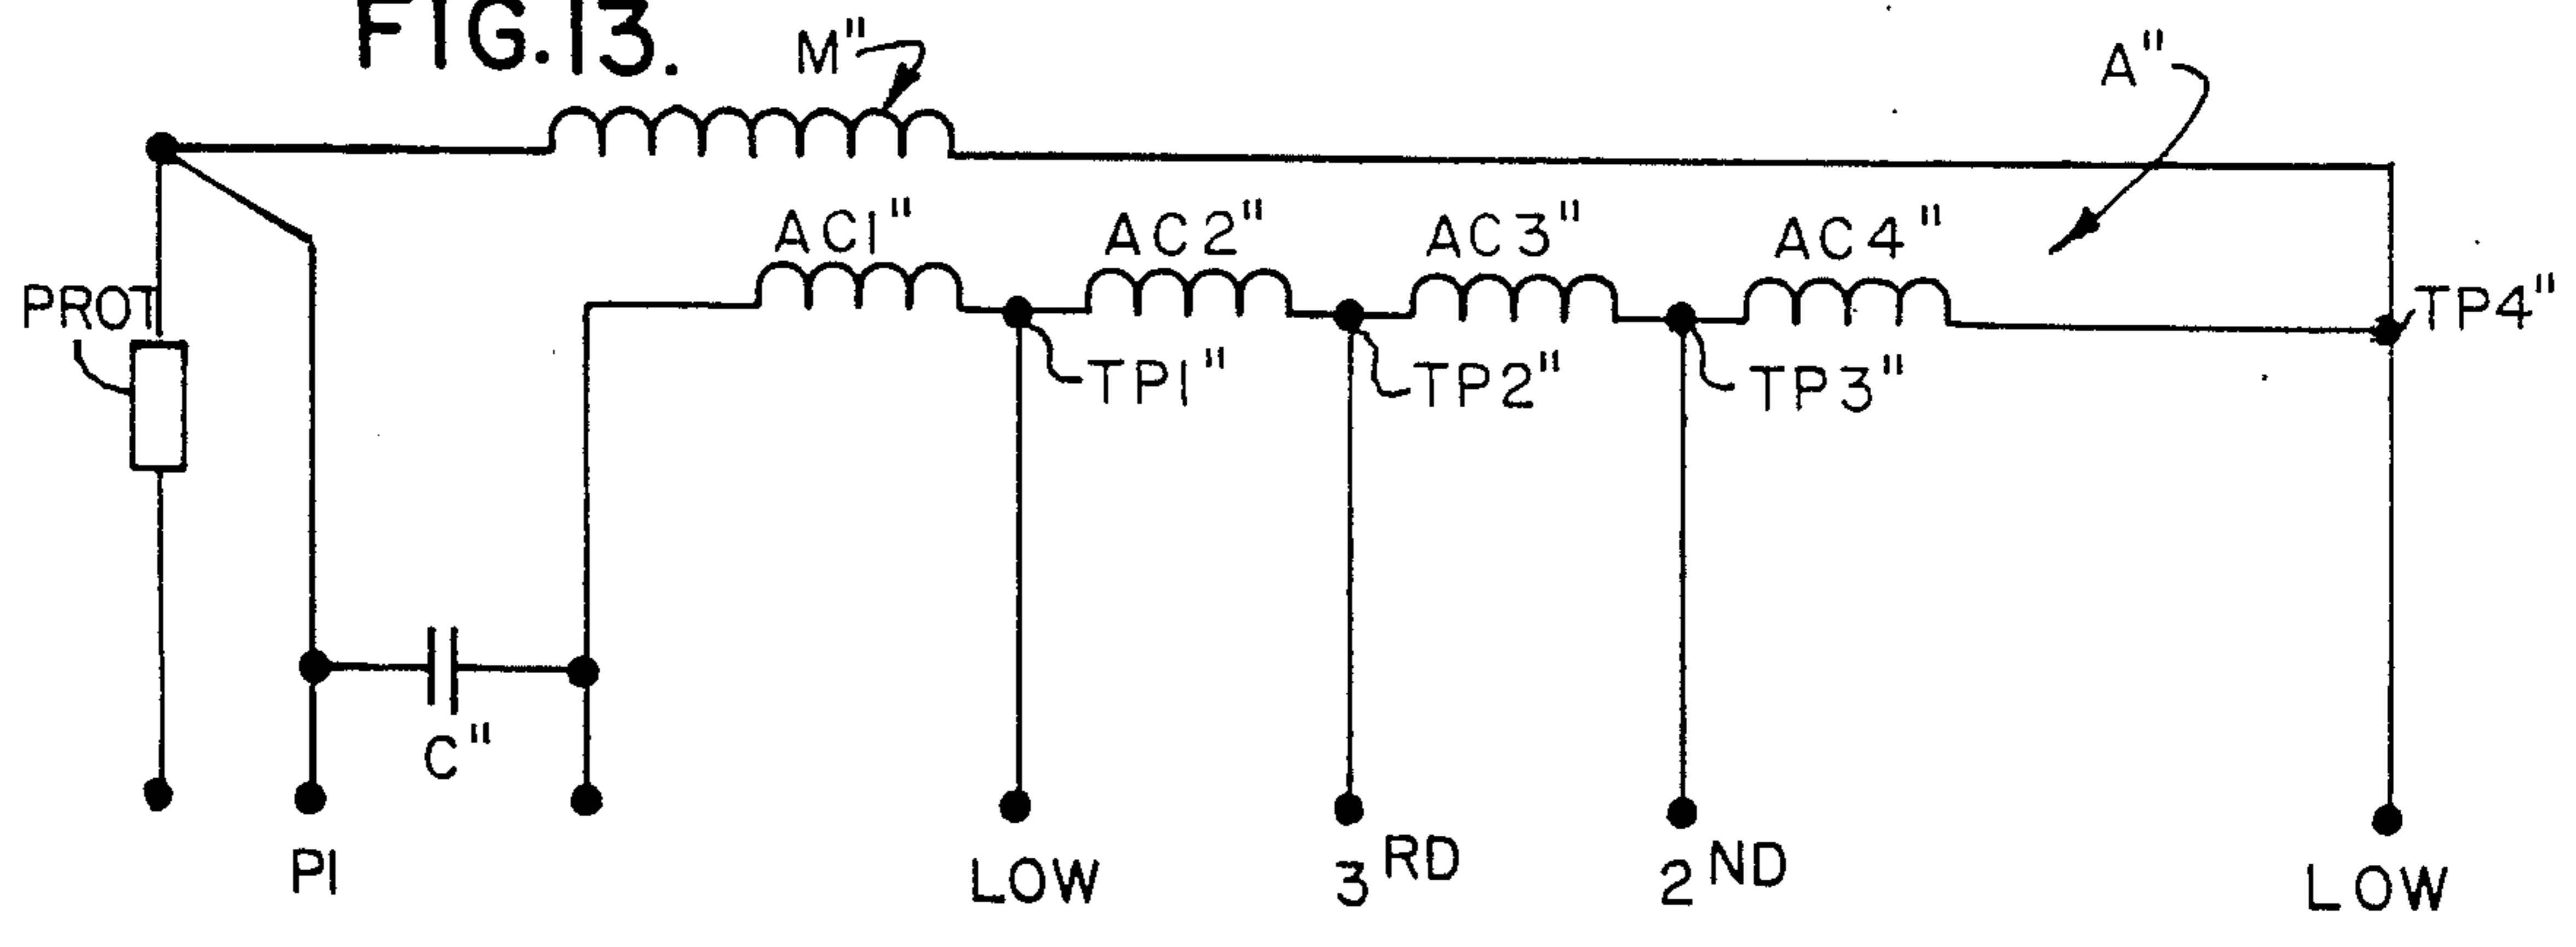 FIG. 13.
M"
A"
AC1"
AC2"
AC3"
AC4"
PROT
TP4"
TP1"
TP2"
TP3"
C"
P1
LOW
3RD
2ND
LOW